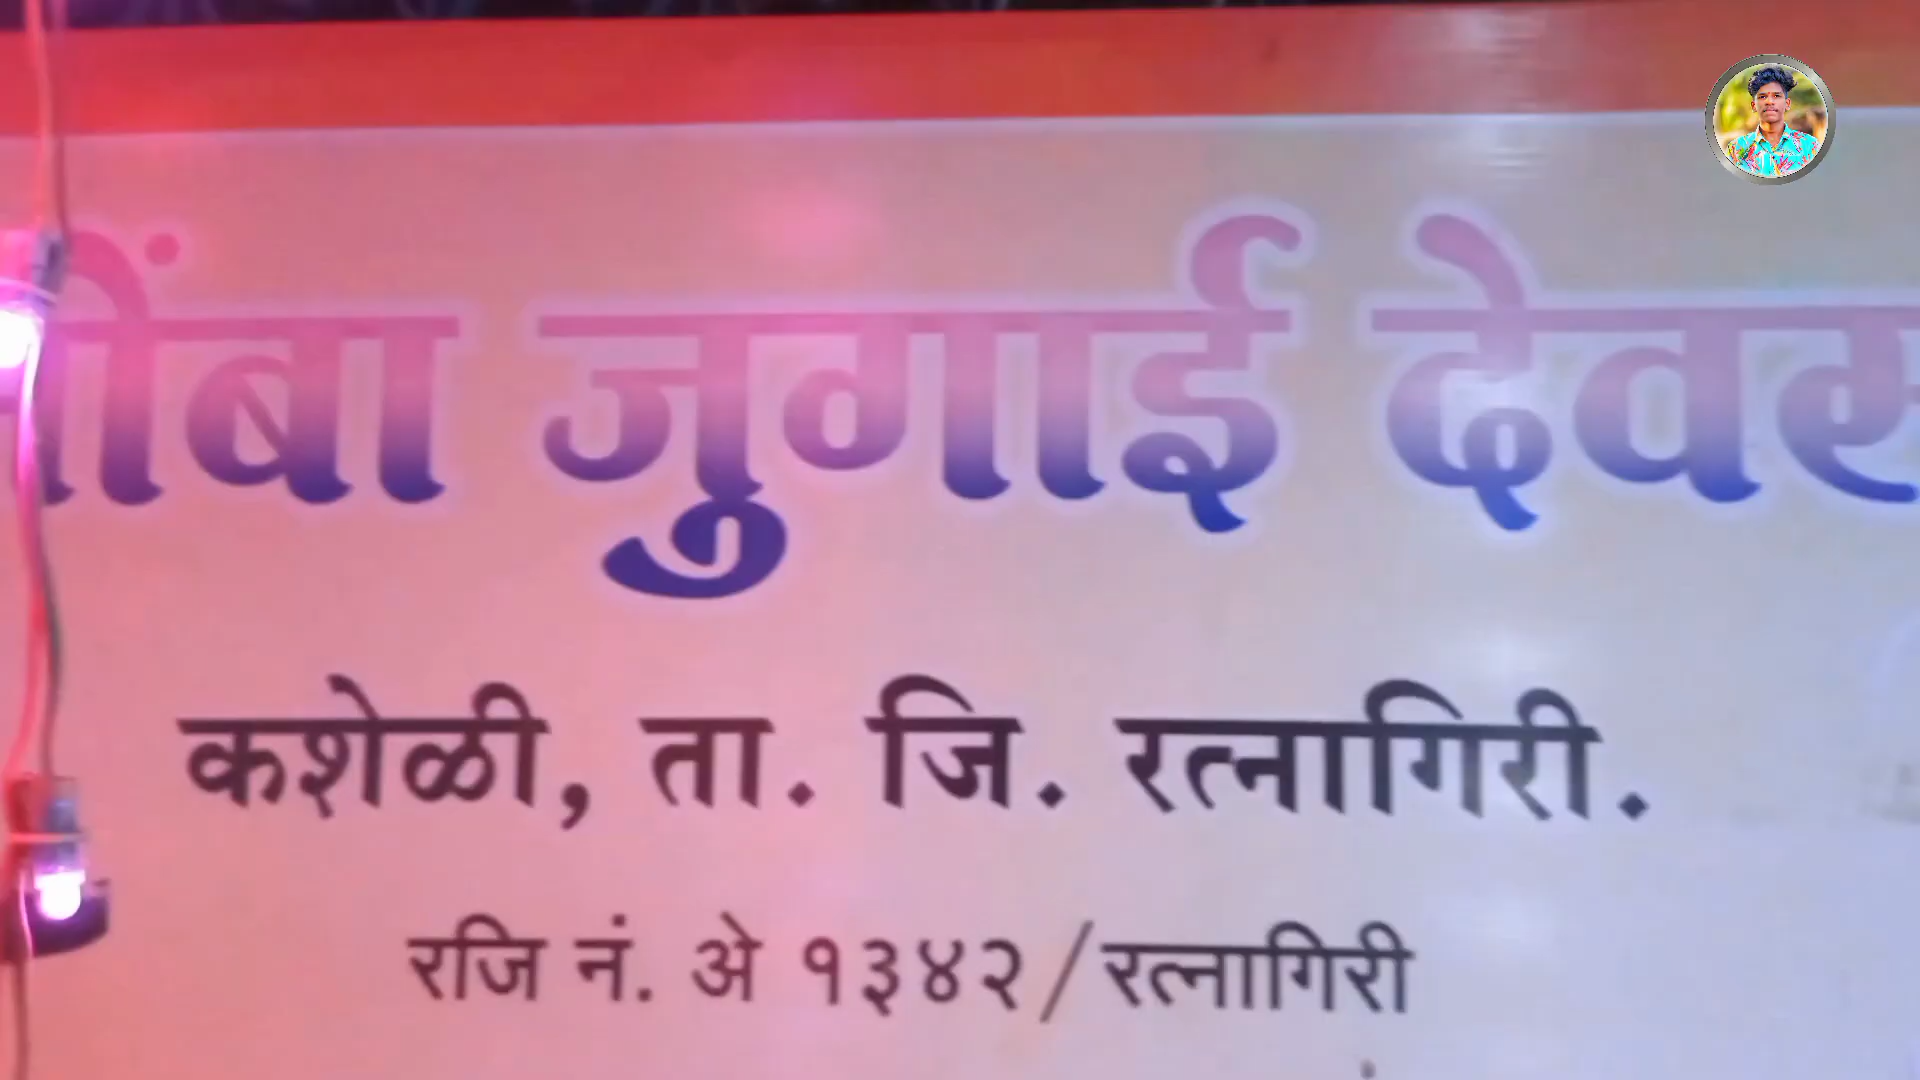 जुगाई
कशेळी, ता. जि. रत्नागिरी.
रजि नं. अे १३४२/रत्नागिरी